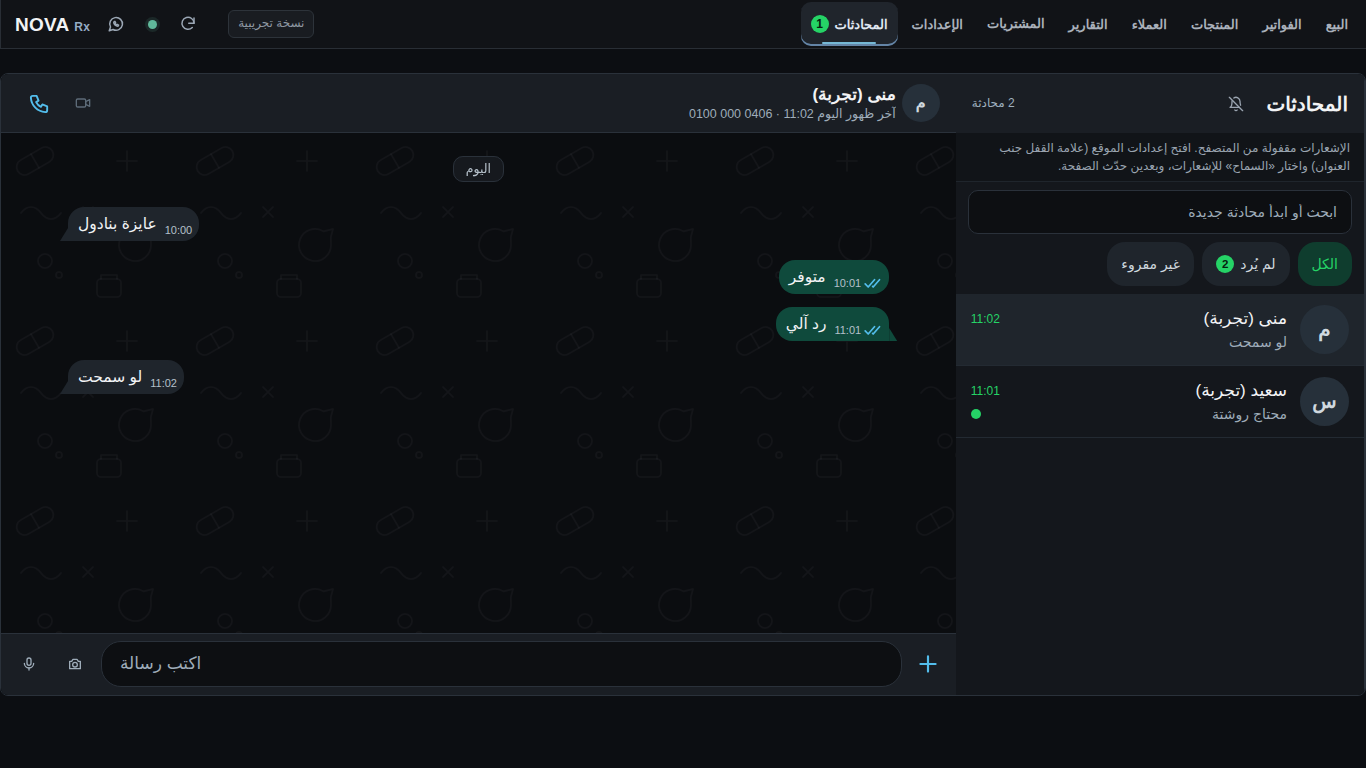 البيع
الفواتير
المنتجات
العملاء
التقارير
المشتريات
الإعدادات
المحادثات 1
نسخة تجريبية
NOVA Rx
المحادثات
2 محادثة
الإشعارات مقفولة من المتصفح. افتح إعدادات الموقع (علامة القفل جنب
العنوان) واختار «السماح» للإشعارات، وبعدين حدّث الصفحة.
ابحث أو ابدأ محادثة جديدة
الكل
لم يُرد 2
غير مقروء
منى (تجربة)
11:02
لو سمحت
سعيد (تجربة)
11:01
محتاج روشتة
م
س
م
منى (تجربة)
آخر ظهور اليوم 11:02 · 0100 000 0406
اليوم
عايزة بنادول 10:00
متوفر 10:01
رد آلي 11:01
لو سمحت 11:02
اكتب رسالة